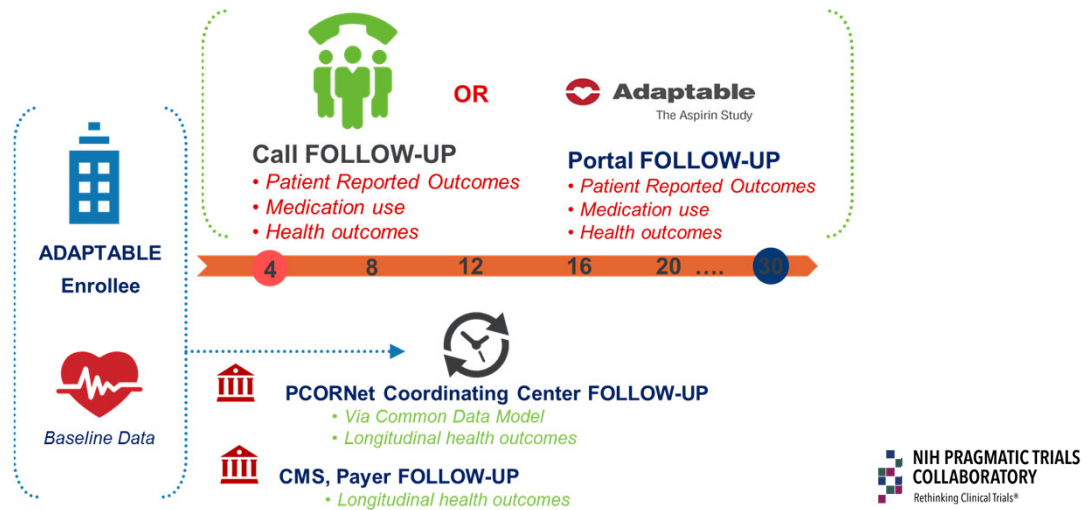 OR
Adaptable
The Aspirin Study
Call FOLLOW-UP
• Patient Reported Outcomes
• Medication use
• Health outcomes
Portal FOLLOW-UP
• Patient Reported Outcomes
• Medication use
• Health outcomes
ADAPTABLE
Enrollee
4 8 12 16 20 .... 30
Baseline Data
PCORNet Coordinating Center FOLLOW-UP
• Via Common Data Model
• Longitudinal health outcomes
CMS, Payer FOLLOW-UP
• Longitudinal health outcomes
NIH PRAGMATIC TRIALS
COLLABORATORY
Rethinking Clinical Trials®